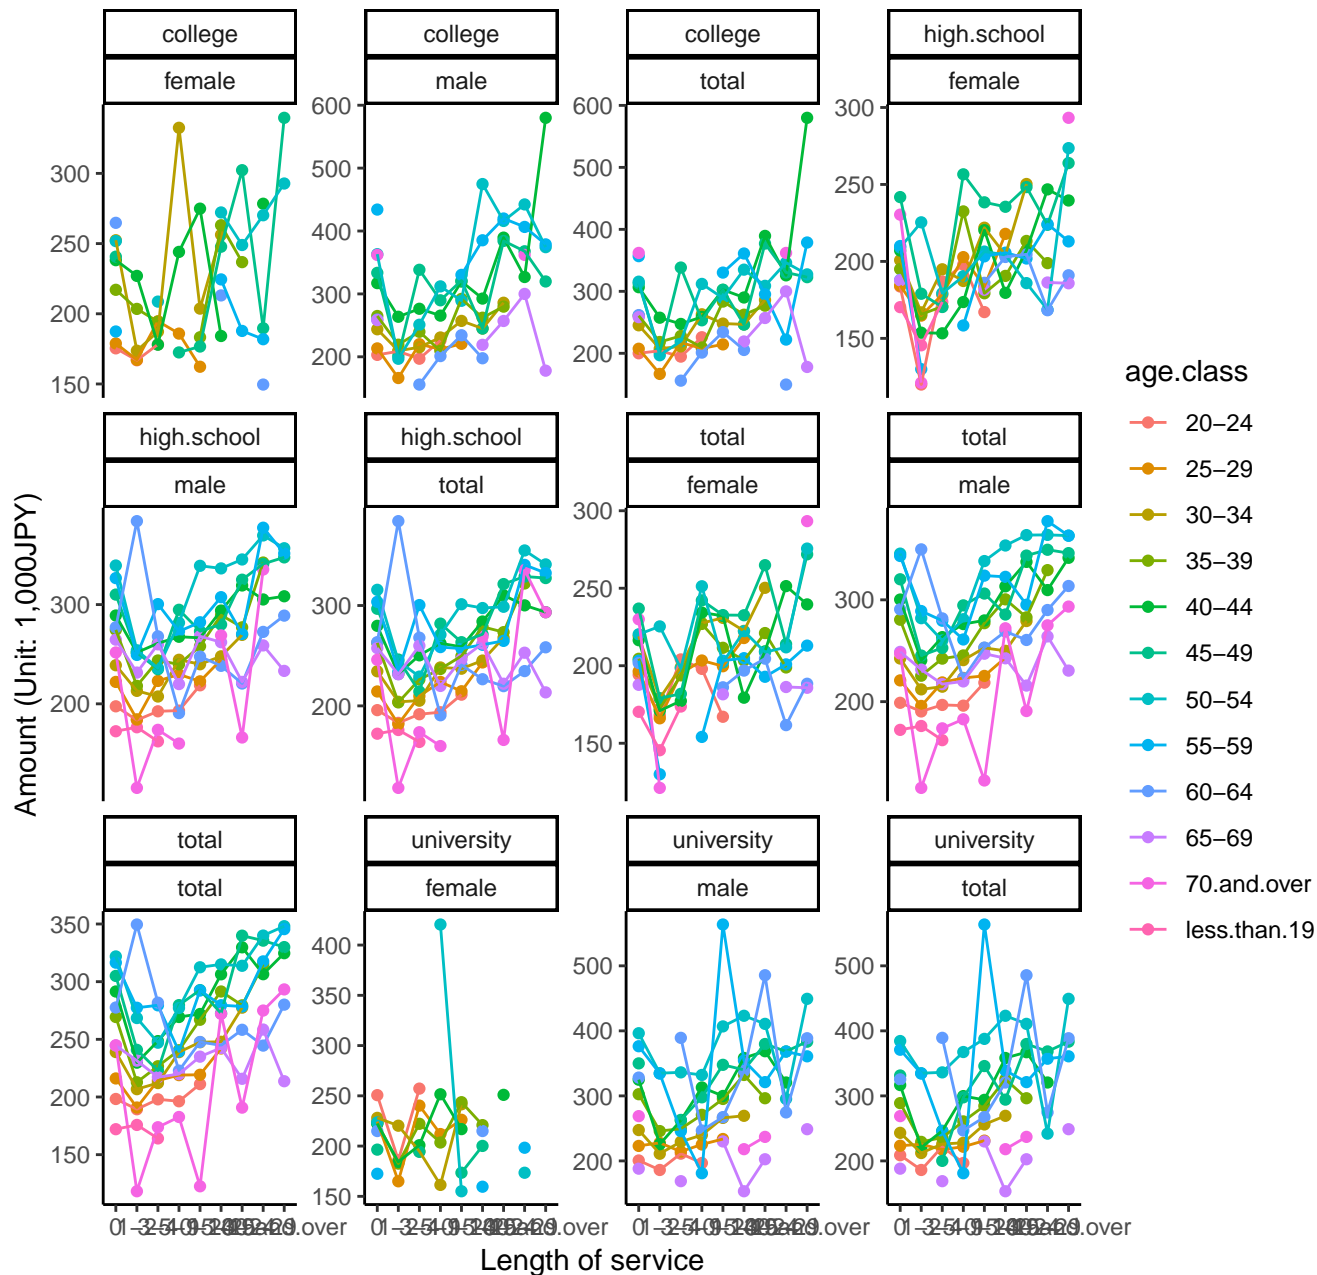 college
female
college
male
college
total
high.school
female
300
250
200
150
600
500
400
300
200
600
500
400
300
200
300
250
200
150
high.school
male
high.school
total
total
female
total
male
300
200
300
200
300
250
200
150
300
200
total
total
university
female
university
male
university
total
350
300
250
200
150
400
350
300
250
200
150
500
400
300
200
500
400
300
200
Amount (Unit: 1,000JPY)
Length of service
age.class
20−24
25−29
30−34
35−39
40−44
45−49
50−54
55−59
60−64
65−69
70.and.over
less.than.19